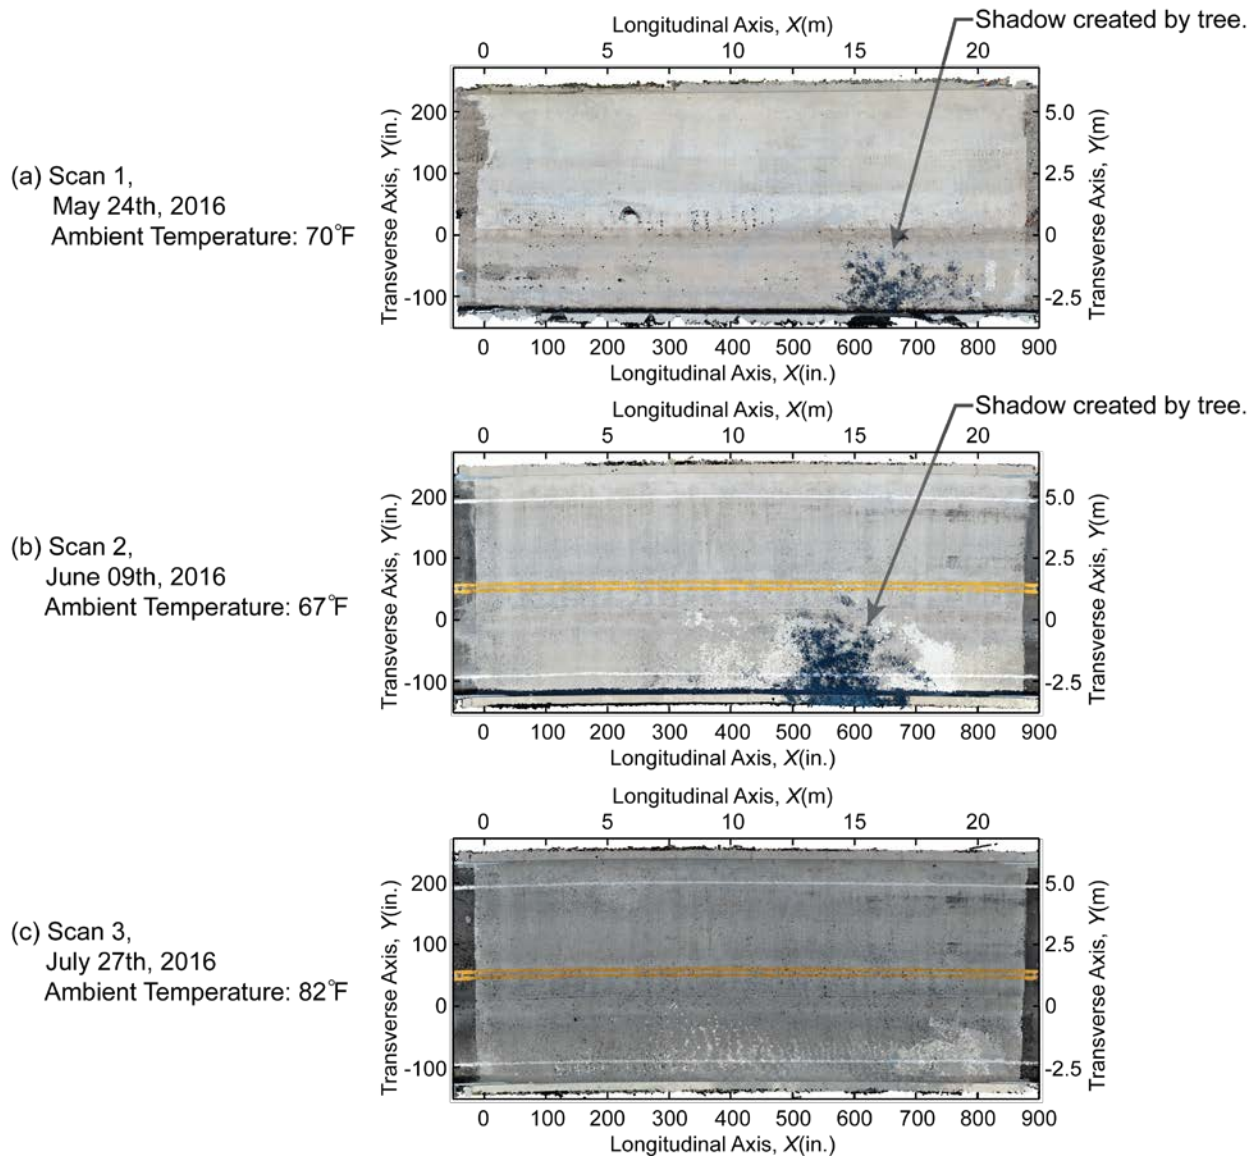 Shadow created by tree.
Longitudinal Axis, X(m)
0 5 10 15 20
(a) Scan 1,
May 24th, 2016
Ambient Temperature: 70°F
Transverse Axis, Y(in.)
200
100
0
-100
5.0
2.5
0
-2.5
Transverse Axis, Y(m)
0 100 200 300 400 500 600 700 800 900
Longitudinal Axis, X(in.)
Shadow created by tree.
Longitudinal Axis, X(m)
0 5 10 15 20
(b) Scan 2,
June 09th, 2016
Ambient Temperature: 67°F
Transverse Axis, Y(in.)
200
100
0
-100
5.0
2.5
0
-2.5
Transverse Axis, Y(m)
0 100 200 300 400 500 600 700 800 900
Longitudinal Axis, X(in.)
Longitudinal Axis, X(m)
0 5 10 15 20
(c) Scan 3,
July 27th, 2016
Ambient Temperature: 82°F
Transverse Axis, Y(in.)
200
100
0
-100
5.0
2.5
0
-2.5
Transverse Axis, Y(m)
0 100 200 300 400 500 600 700 800 900
Longitudinal Axis, X(in.)